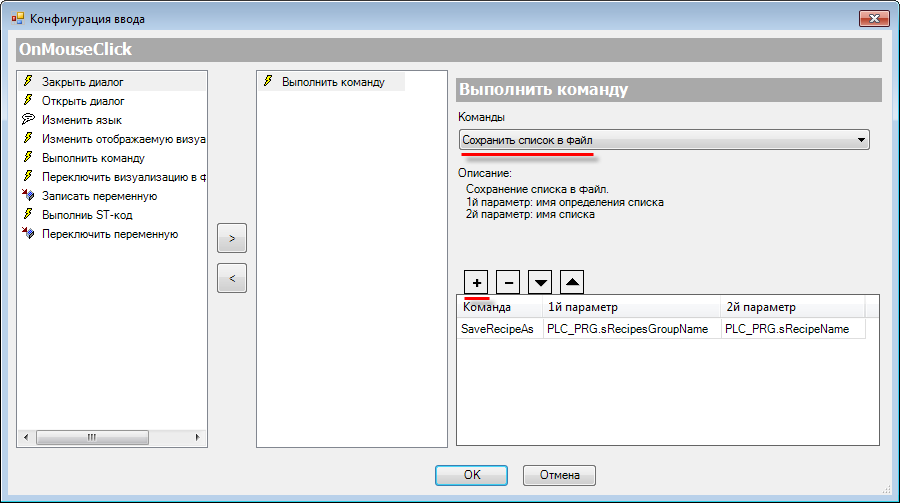 Конфигурация ввода
OnMouseClick
Закрыть диалог
Открыть диалог
Изменить язык
Изменить отображаемую визуа
Выполнить команду
Переключить визуализацию в ф
Записать переменную
Выполниь ST-код
Переключить переменную
>
<
Выполнить команду
Выполнить команду
Команды
Сохранить список в файл
Описание:
Сохранение списка в файл.
1й параметр: имя определения списка
2й параметр: имя списка
Команда 1й параметр 2й параметр
SaveRecipeAs PLC_PRG.sRecipesGroupName PLC_PRG.sRecipeName
OK Отмена